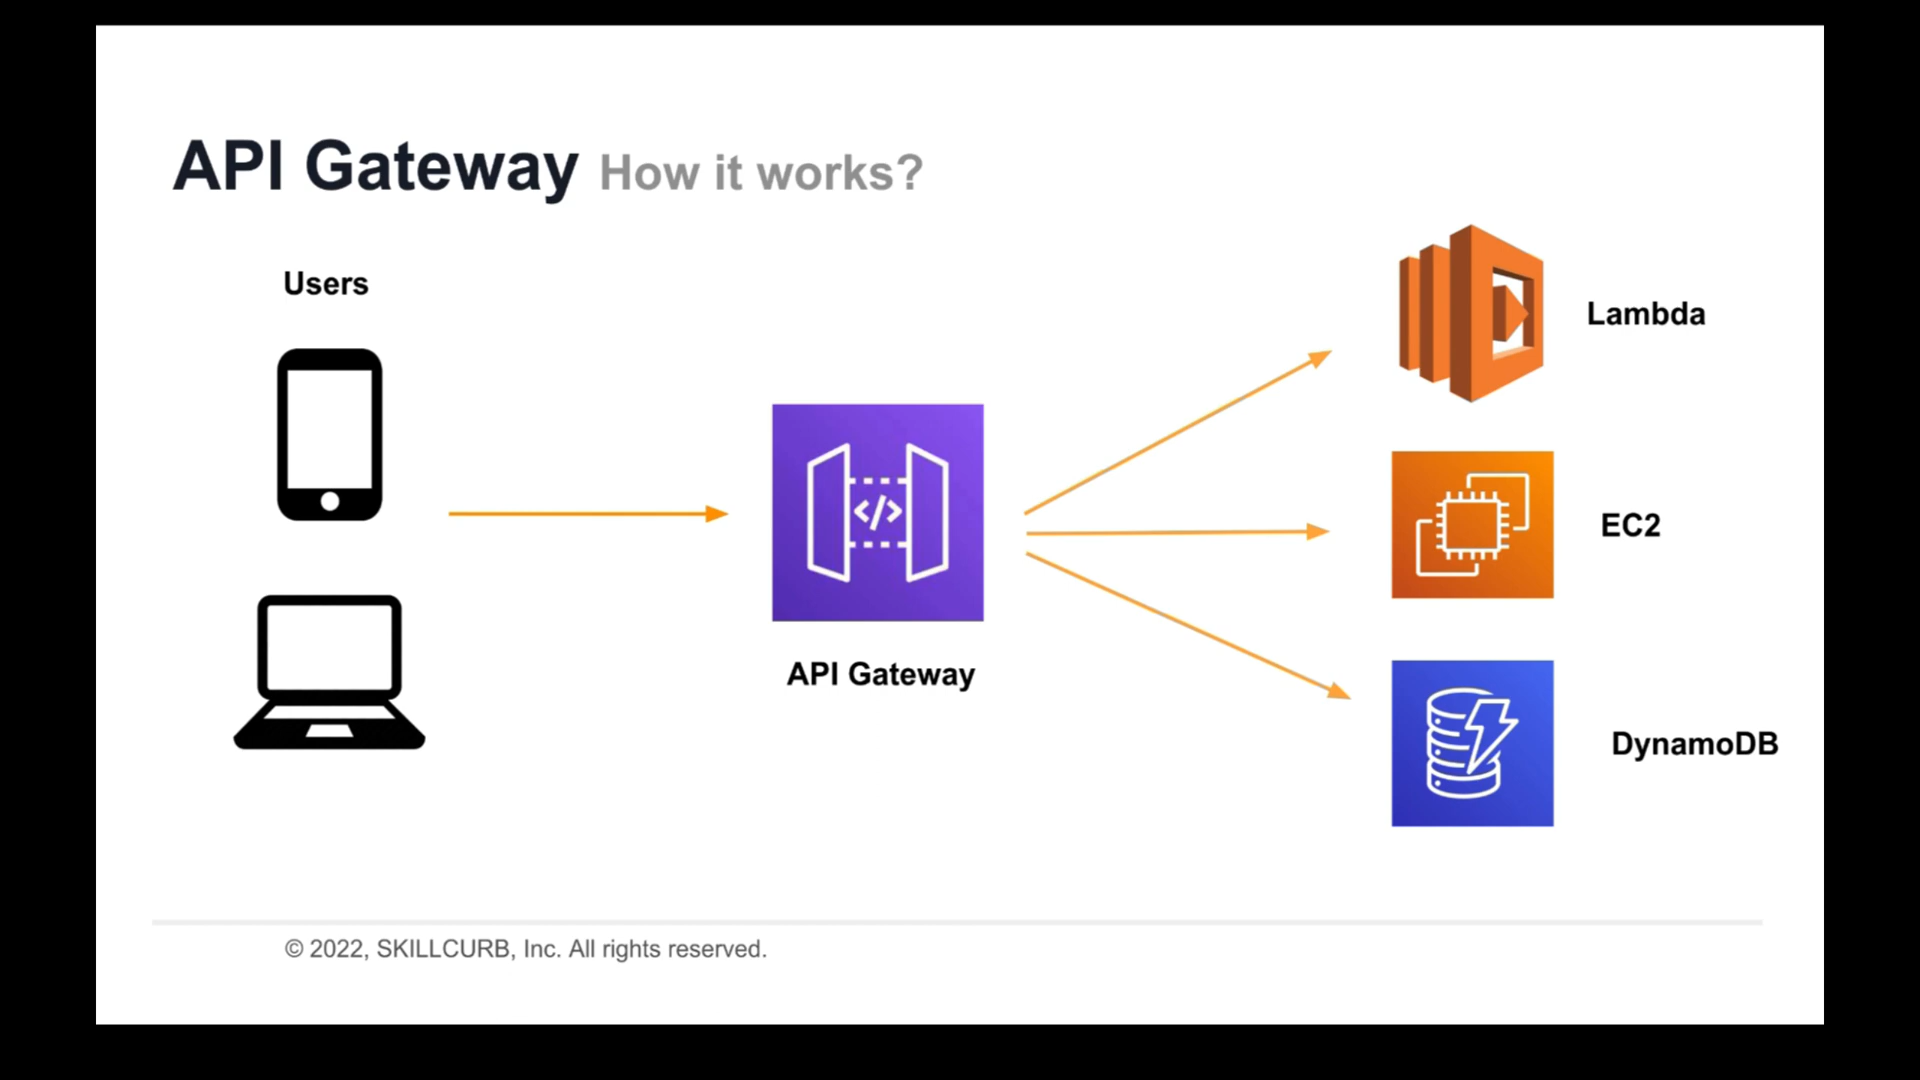 API Gateway How it works?
Users
Lambda
EC2
API Gateway
DynamoDB
© 2022, SKILLCURB, Inc. All rights reserved.